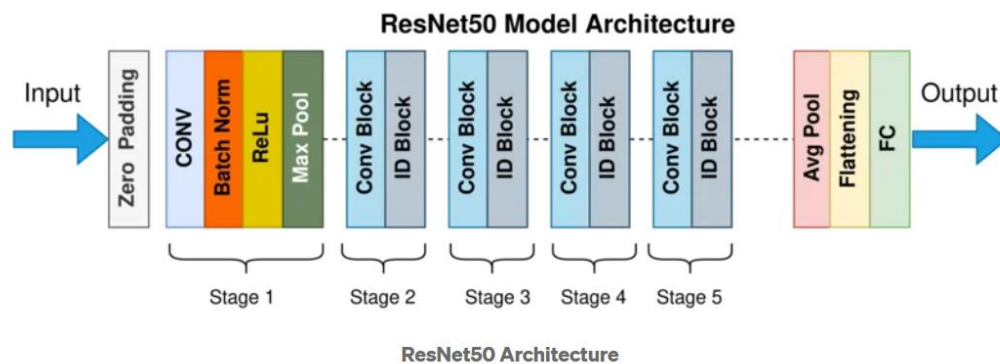 ResNet50 Model Architecture
Input
Zero Padding
CONV
Batch Norm
ReLu
Max Pool
Conv Block
ID Block
Conv Block
ID Block
Conv Block
ID Block
Conv Block
ID Block
Avg Pool
Flattening
FC
Output
Stage 1
Stage 2
Stage 3
Stage 4
Stage 5
ResNet50 Architecture